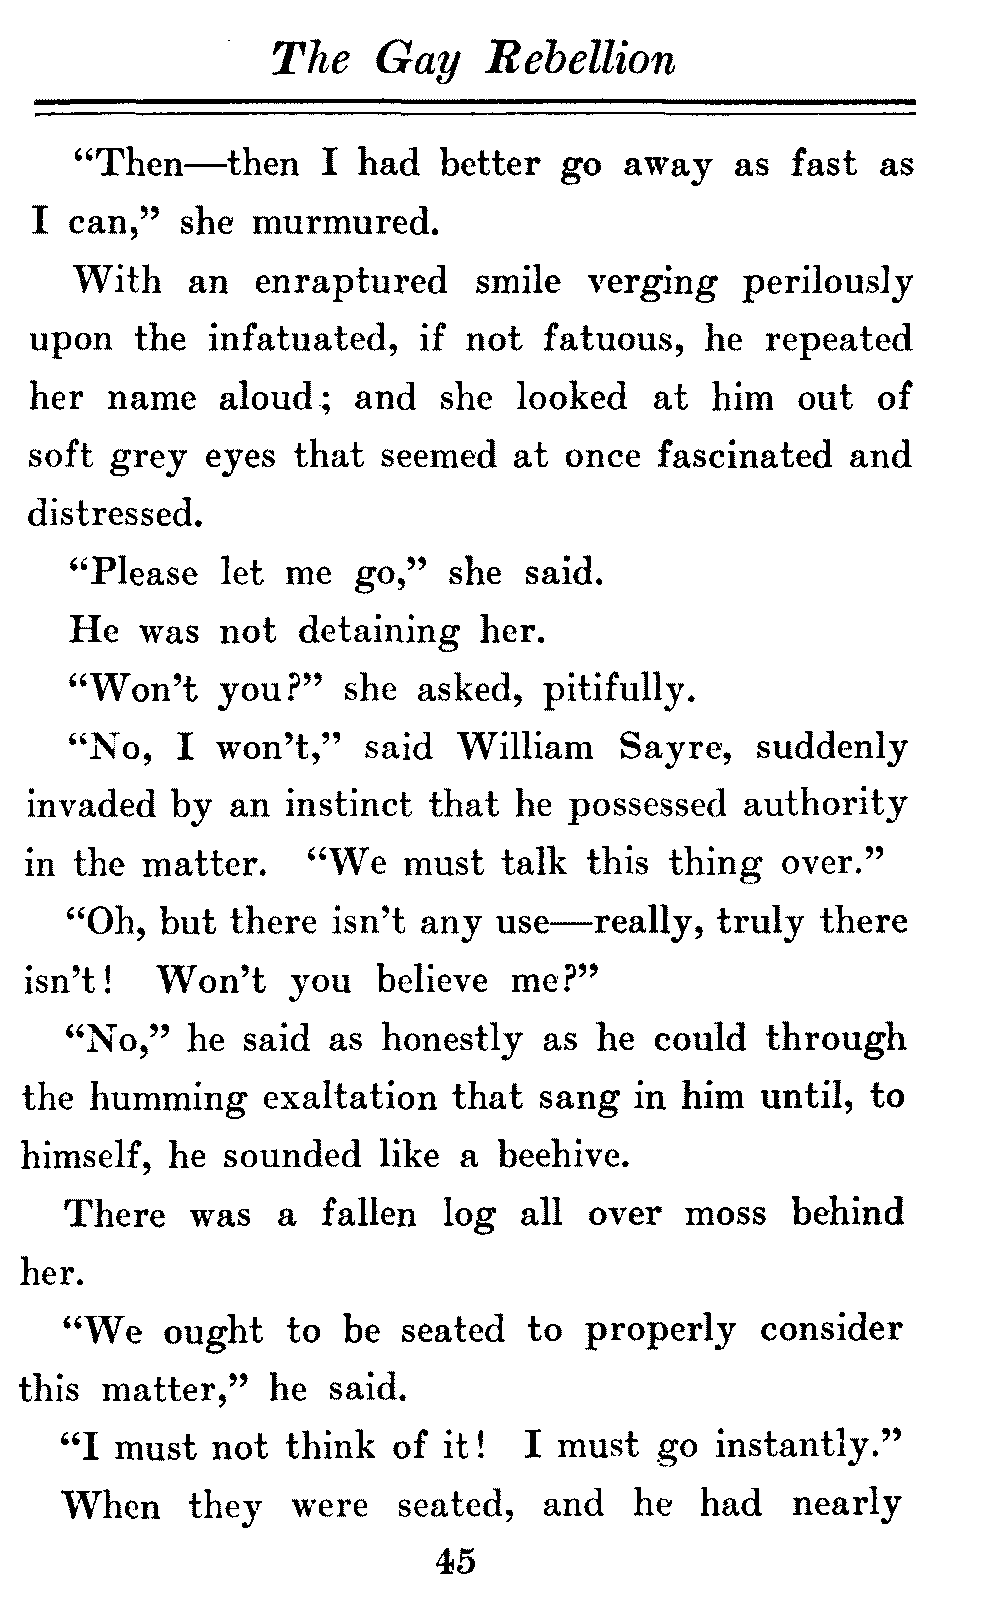 The Gay Rebellion
“Then—then I had better go away as fast as
I can,” she murmured.
With an enraptured smile verging perilously
upon the infatuated, if not fatuous, he repeated
her name aloud; and she looked at him out of
soft grey eyes that seemed at once fascinated and
distressed.
“Please let me go,” she said.
He was not detaining her.
“Won’t you?” she asked, pitifully.
“No, I won’t,” said William Sayre, suddenly
invaded by an instinct that he possessed authority
in the matter. “We must talk this thing over.”
“Oh, but there isn’t any use—really, truly there
isn’t! Won’t you believe me?”
“No,” he said as honestly as he could through
the humming exaltation that sang in him until, to
himself, he sounded like a beehive.
There was a fallen log all over moss behind
her.
“We ought to be seated to properly consider
this matter,” he said.
“I must not think of it! I must go instantly.”
When they were seated, and he had nearly
45